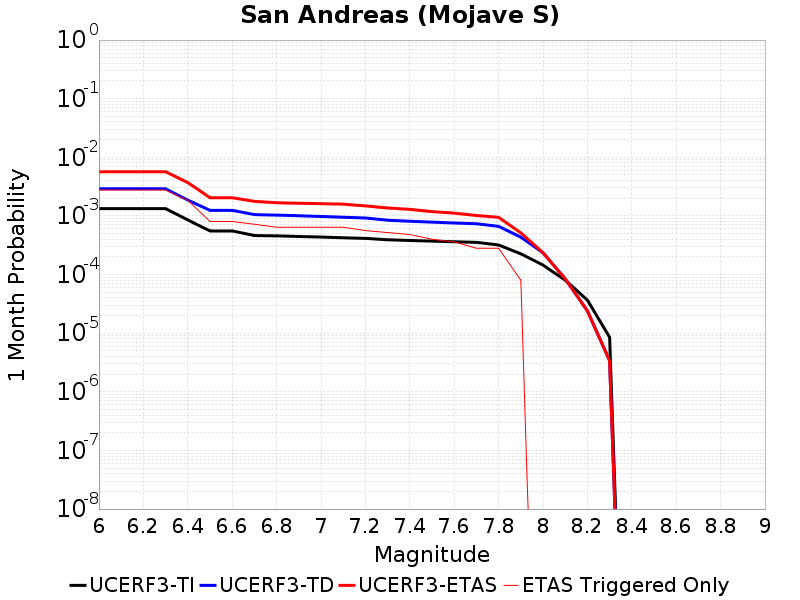 San Andreas (Mojave S)
1 Month Probability
10^0
10^-1
10^-2
10^-3
10^-4
10^-5
10^-6
10^-7
10^-8
6 6.2 6.4 6.6 6.8 7 7.2 7.4 7.6 7.8 8 8.2 8.4 8.6 8.8 9
Magnitude
UCERF3-TI UCERF3-TD UCERF3-ETAS ETAS Triggered Only